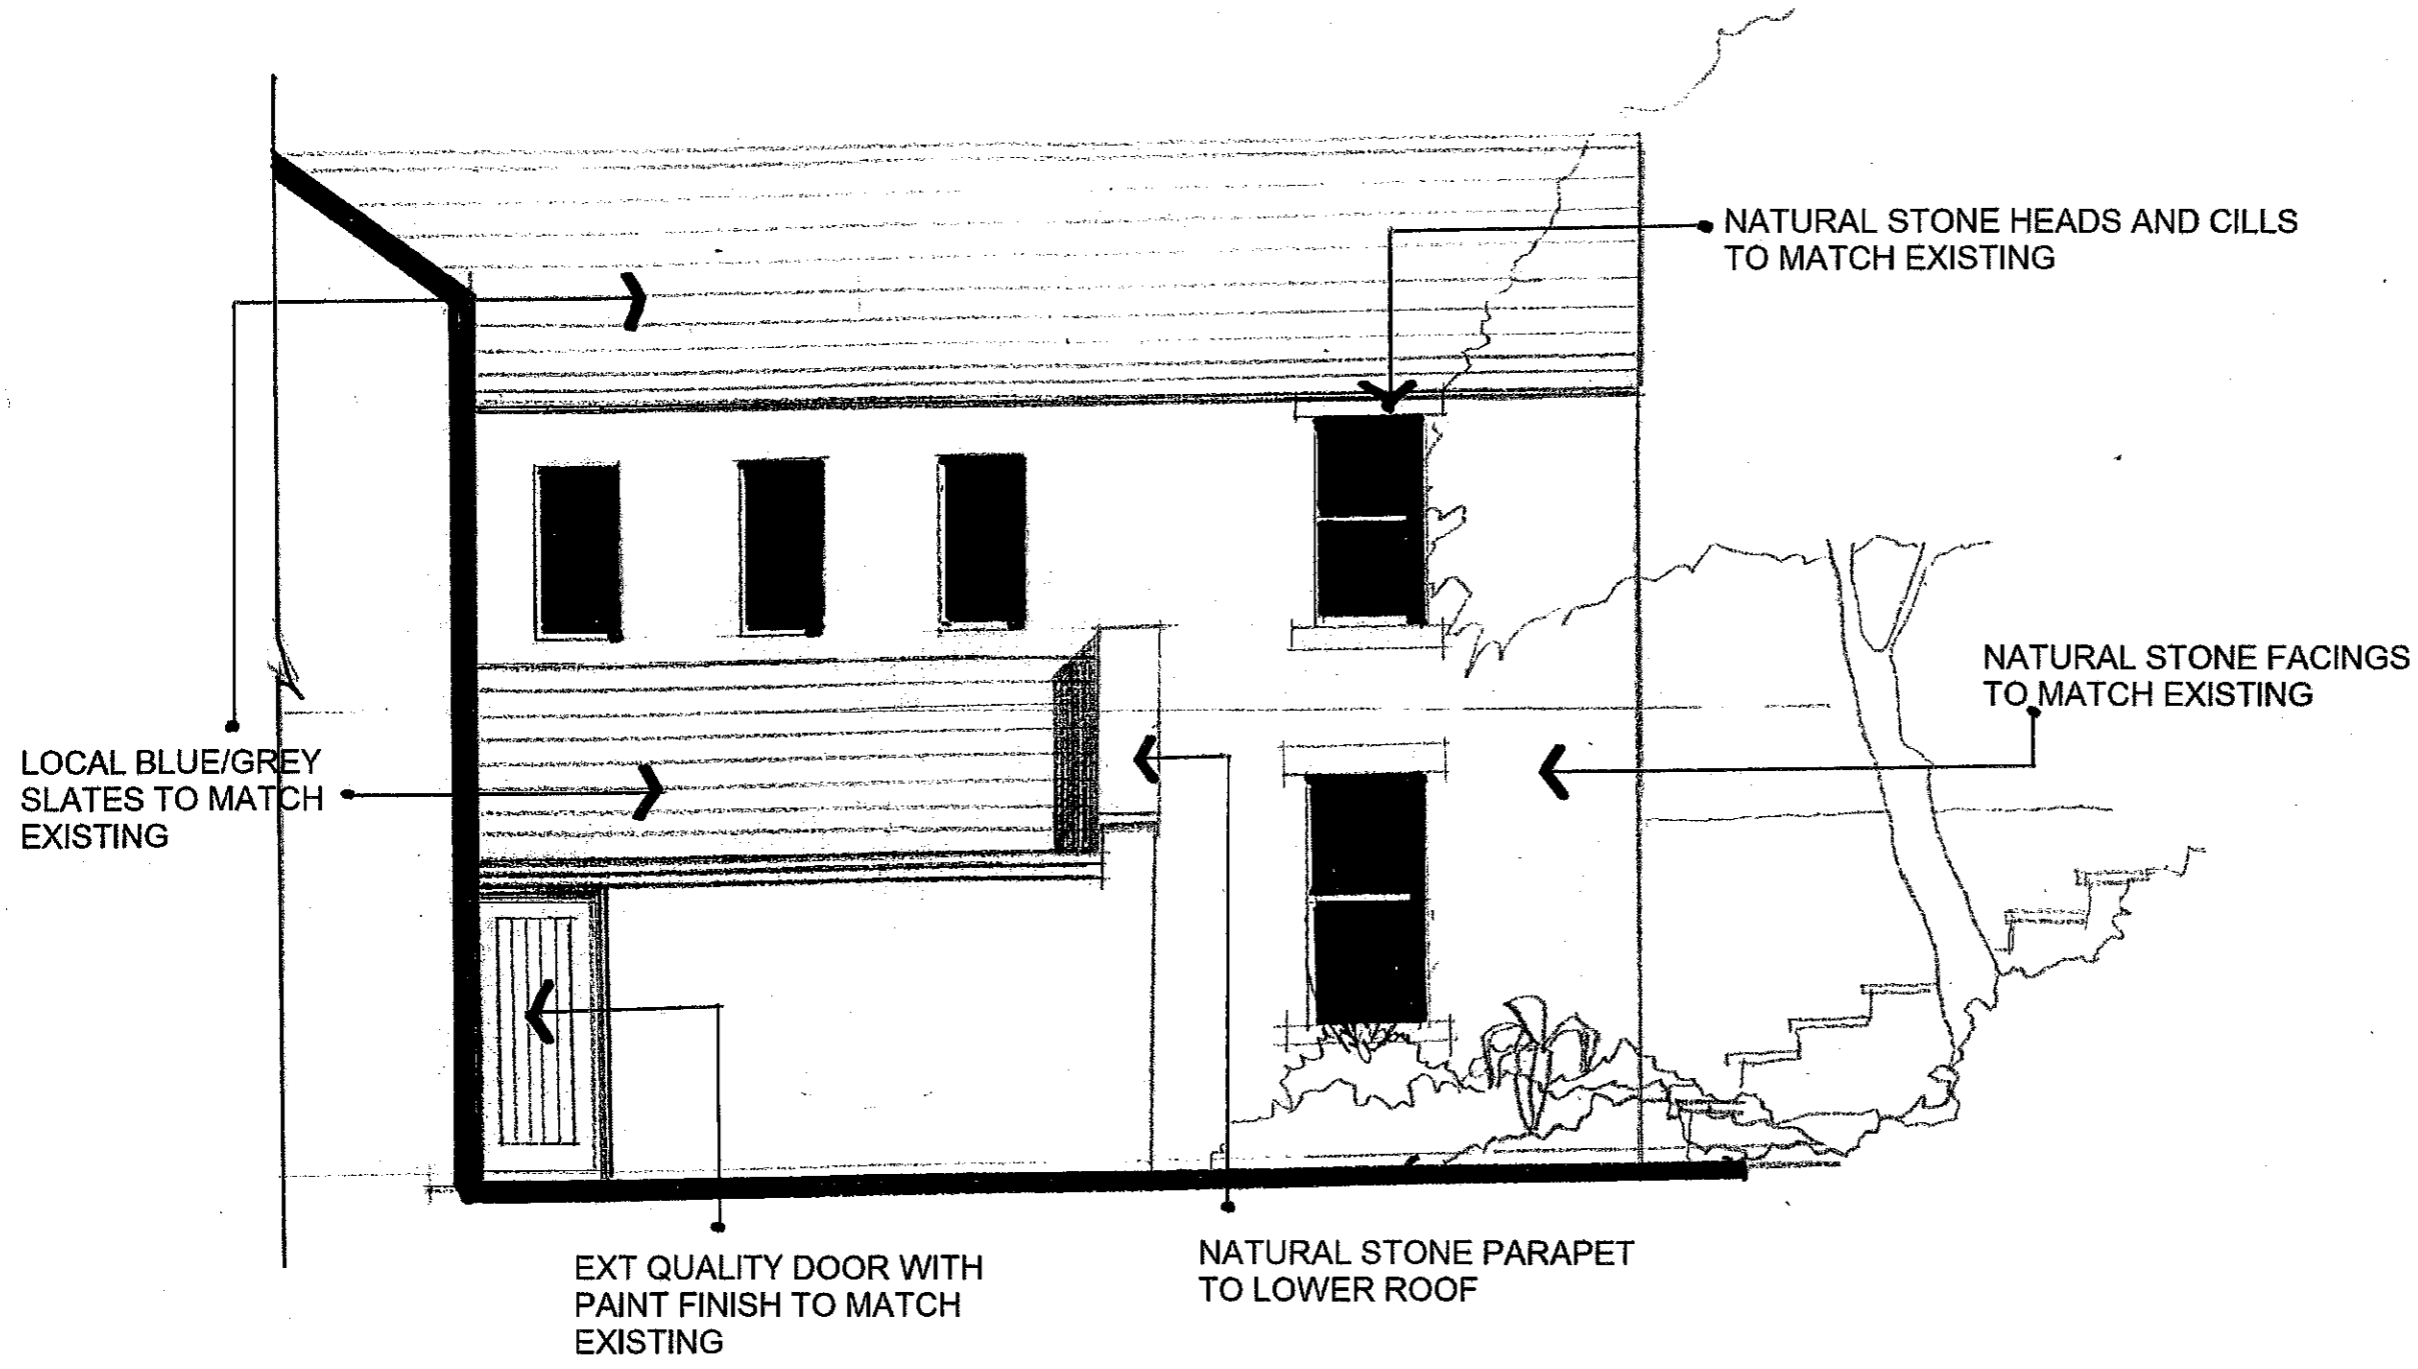 NATURAL STONE HEADS AND CILLS
TO MATCH EXISTING
NATURAL STONE FACINGS
TO MATCH EXISTING
LOCAL BLUE/GREY
SLATES TO MATCH
EXISTING
EXT QUALITY DOOR WITH
PAINT FINISH TO MATCH
EXISTING
NATURAL STONE PARAPET
TO LOWER ROOF